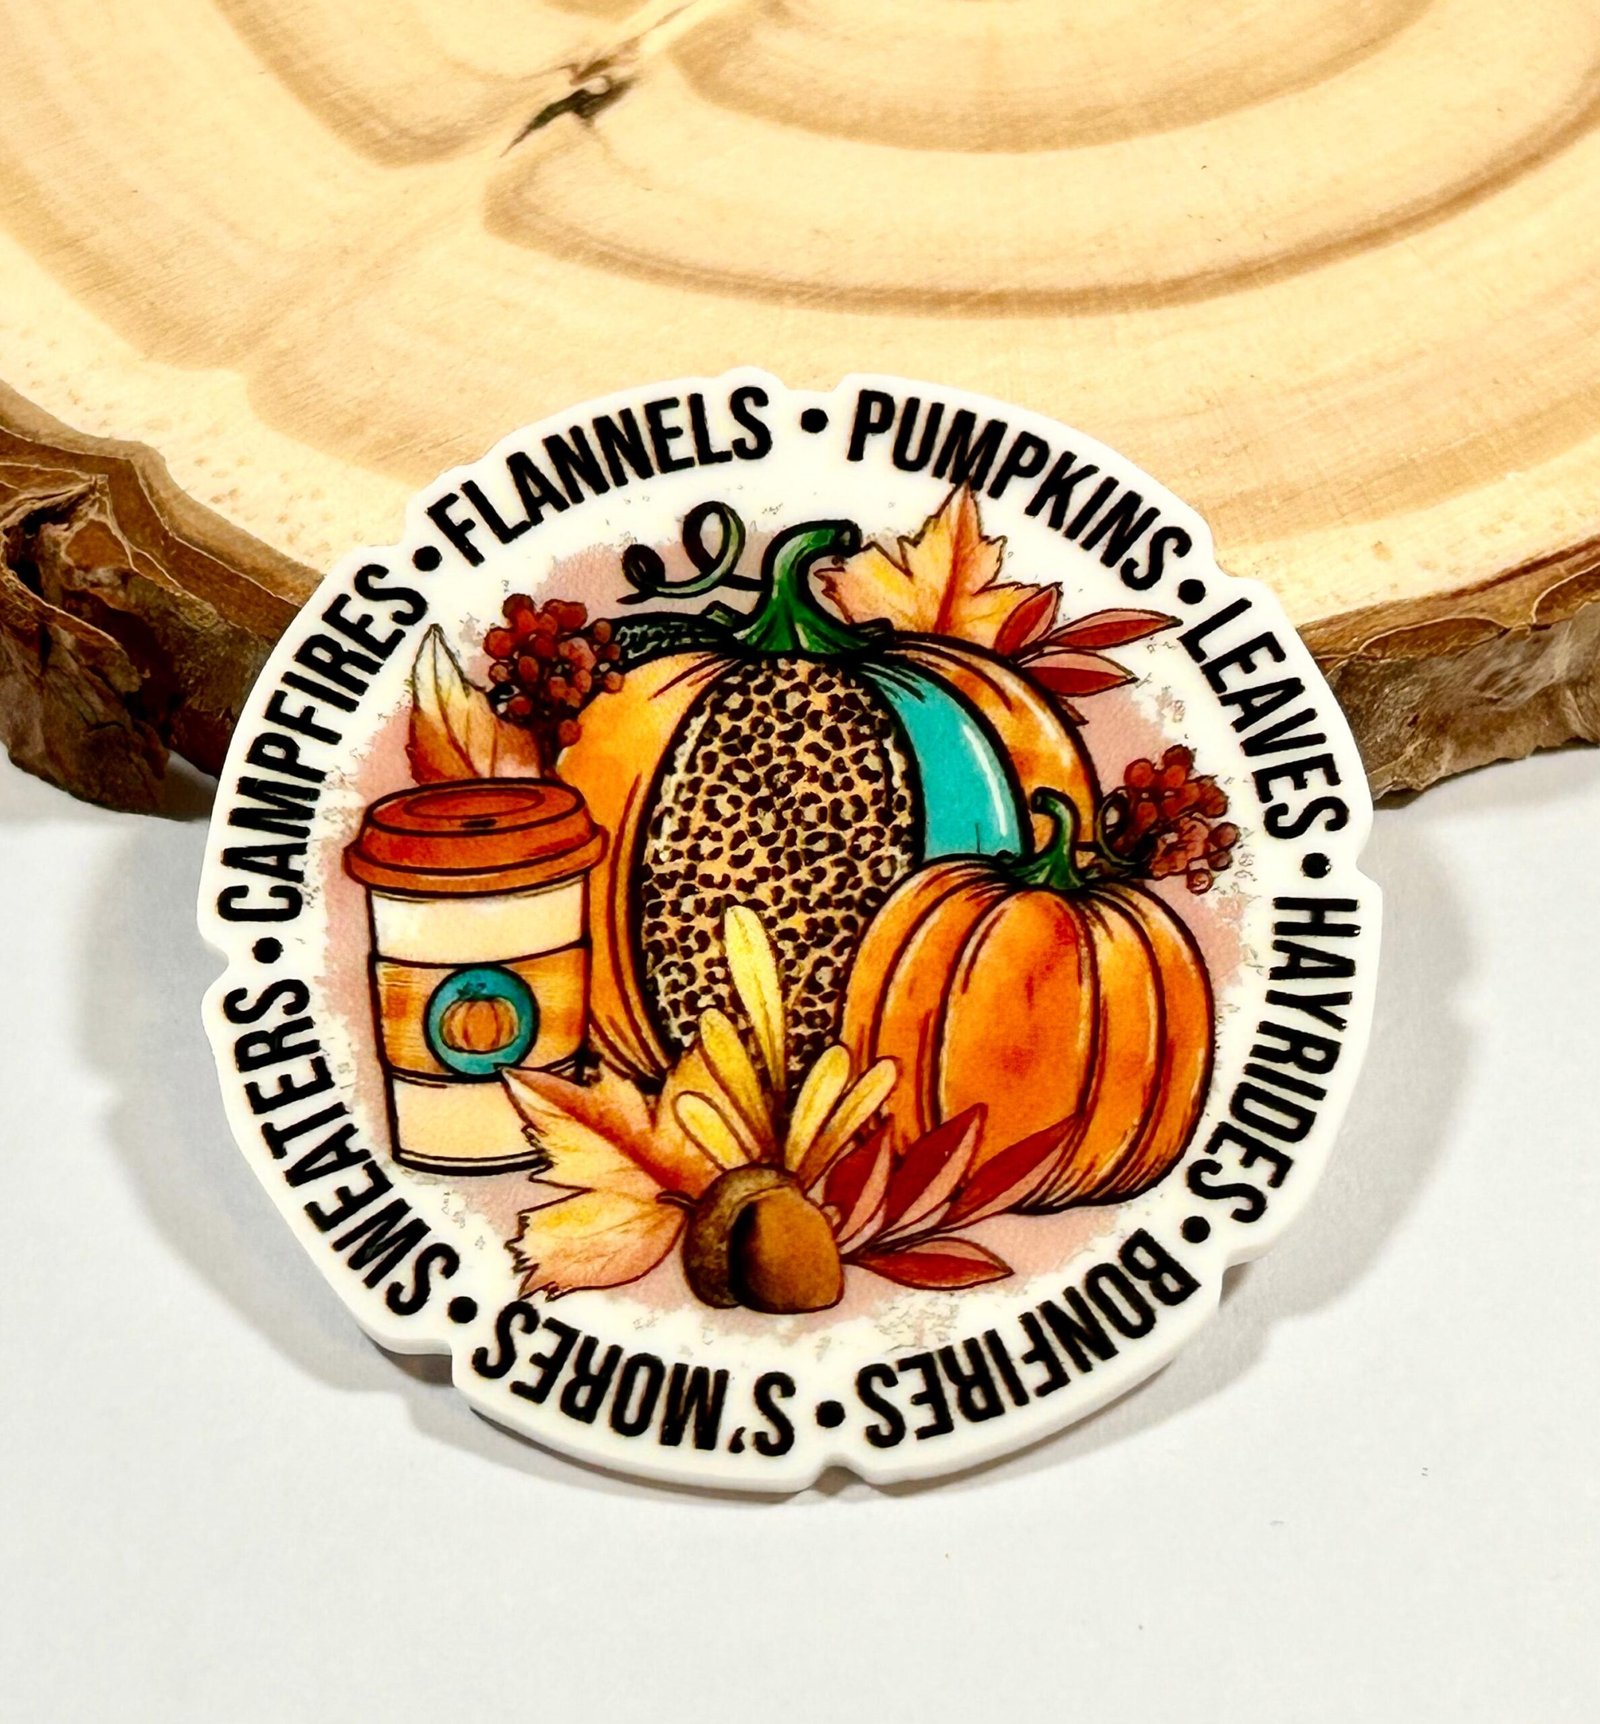 FLANNELS • PUMPKINS • LEAVES • HAYRIDES • BONFIRES • S'MORES • SWEATERS • CAMPFIRES •